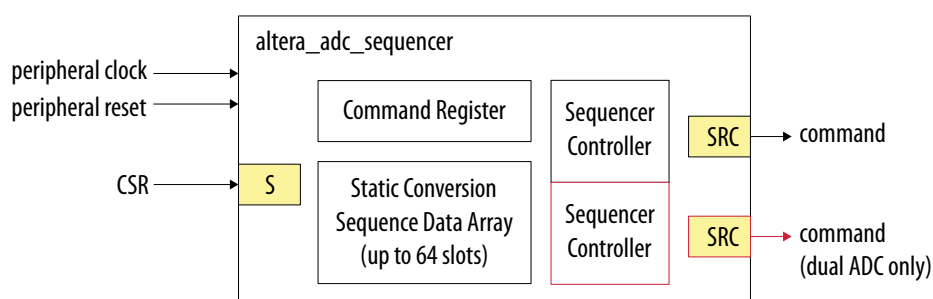 altera_adc_sequencer
peripheral clock
peripheral reset
CSR
S
Command Register
Static Conversion
Sequence Data Array
(up to 64 slots)
Sequencer
Controller
Sequencer
Controller
SRC
command
SRC
command
(dual ADC only)